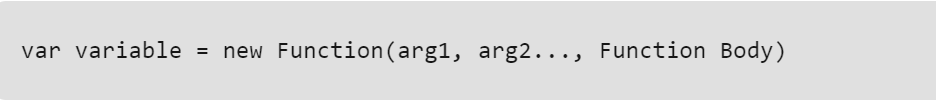 var variable = new Function(arg1, arg2..., Function Body)